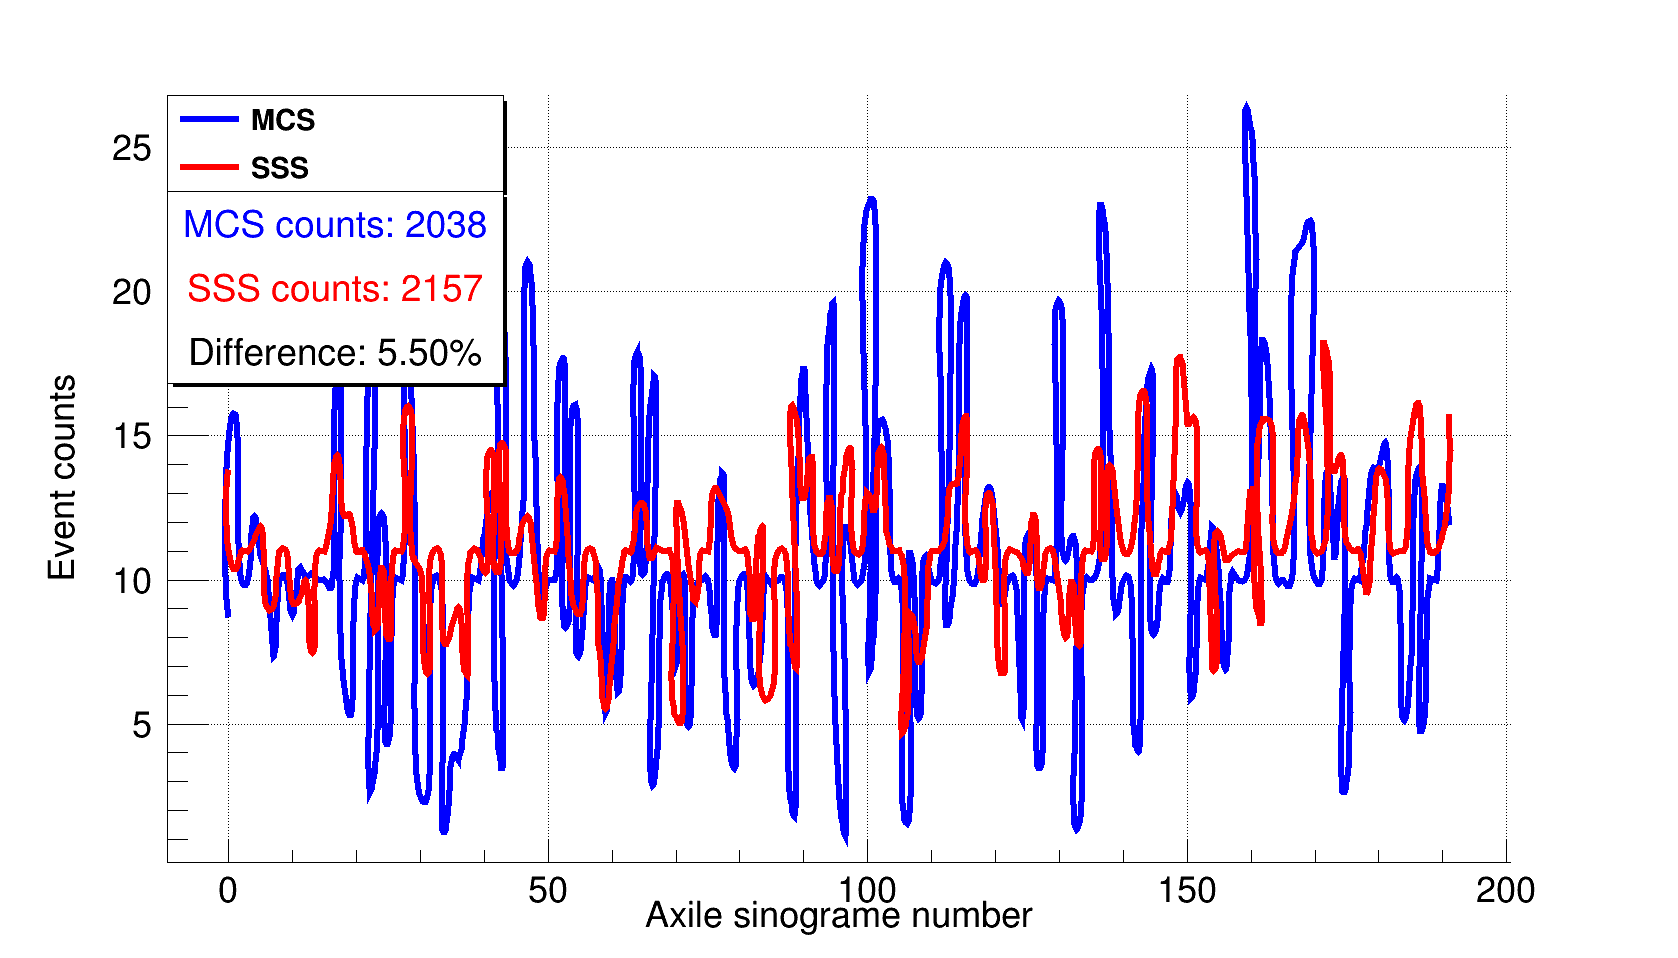 MCS
SSS
MCS counts: 2038
SSS counts: 2157
Difference: 5.50%
25
20
15
10
5
Event counts
0 50 100 150 200
Axile sinograme number